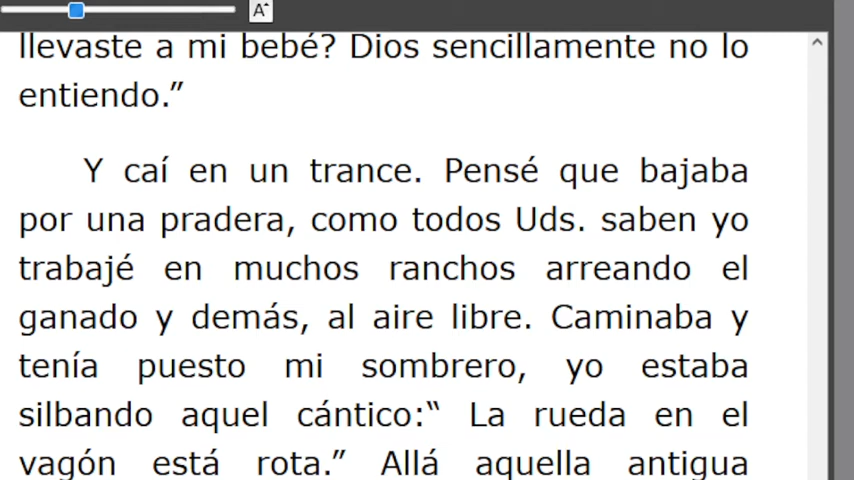 A
llevaste a mi bebé? Dios sencillamente no lo
entiendo.”
Y caí en un trance. Pensé que bajaba
por una pradera, como todos Uds. saben yo
trabajé en muchos ranchos arreando el
ganado y demás, al aire libre. Caminaba y
tenía puesto mi sombrero, yo estaba
silbando aquel cántico:“ La rueda en el
vagón está rota.” Allá aquella antigua